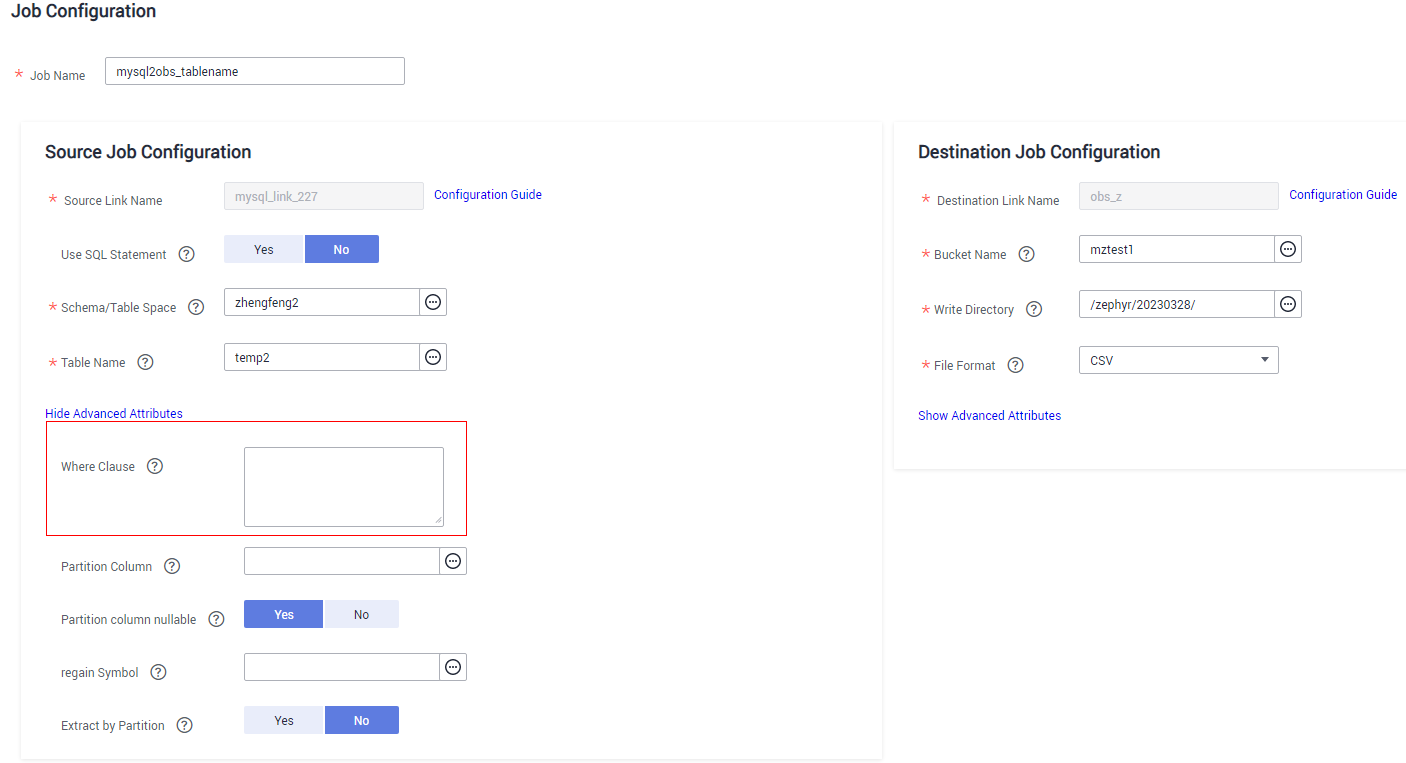 Job Configuration
* Job Name mysql2obs_tablename
Source Job Configuration
* Source Link Name mysql_link_227 Configuration Guide
Use SQL Statement ? Yes No
* Schema/Table Space ? zhengfeng2
* Table Name ? temp2
Hide Advanced Attributes
Where Clause ?
Partition Column ?
Partition column nullable ? Yes No
regain Symbol ?
Extract by Partition ? Yes No
Destination Job Configuration
* Destination Link Name obs_z Configuration Guide
* Bucket Name ? mztest1
* Write Directory ? /zephyr/20230328/
* File Format ? CSV
Show Advanced Attributes